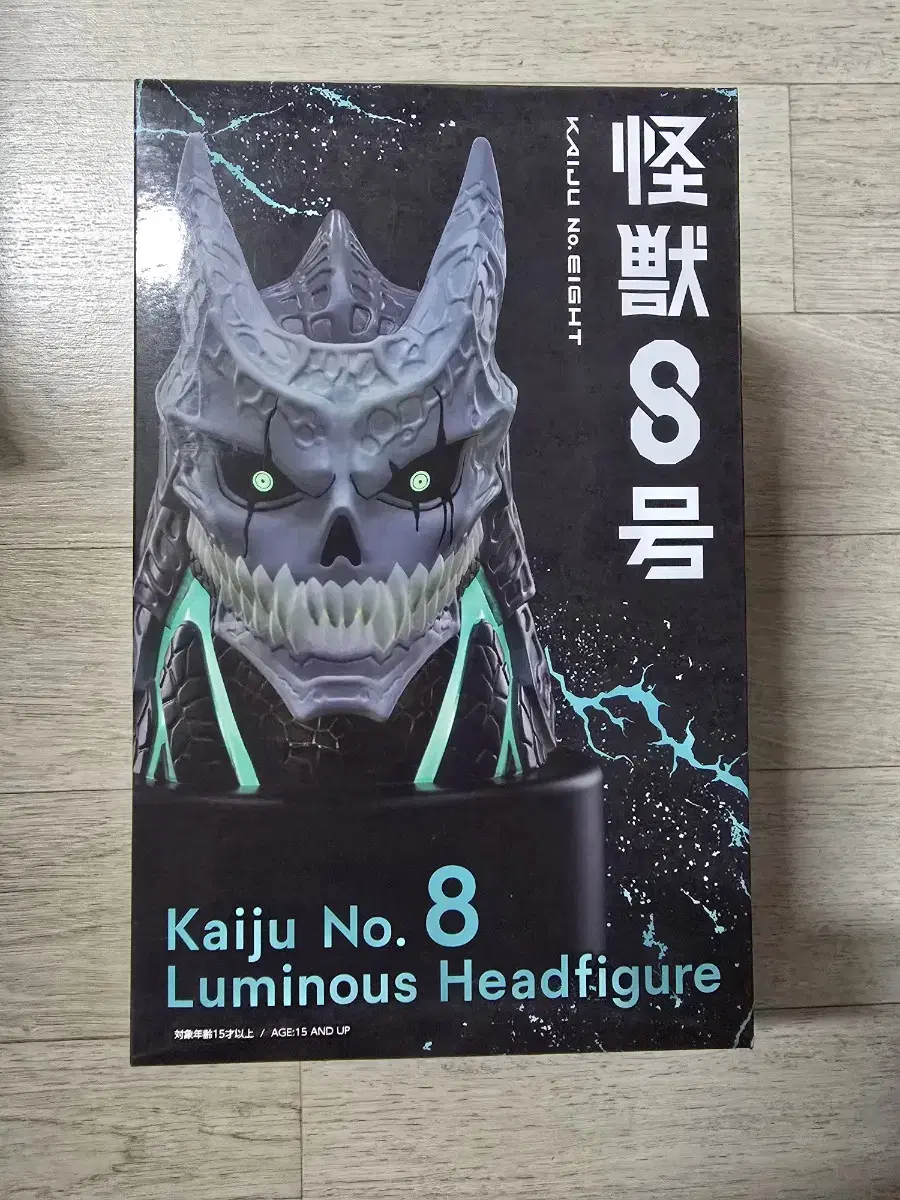 怪獣8号
KAIJU No.EIGHT
Kaiju No. 8
Luminous Headfigure
対象年齢15才以上 / AGE:15 AND UP